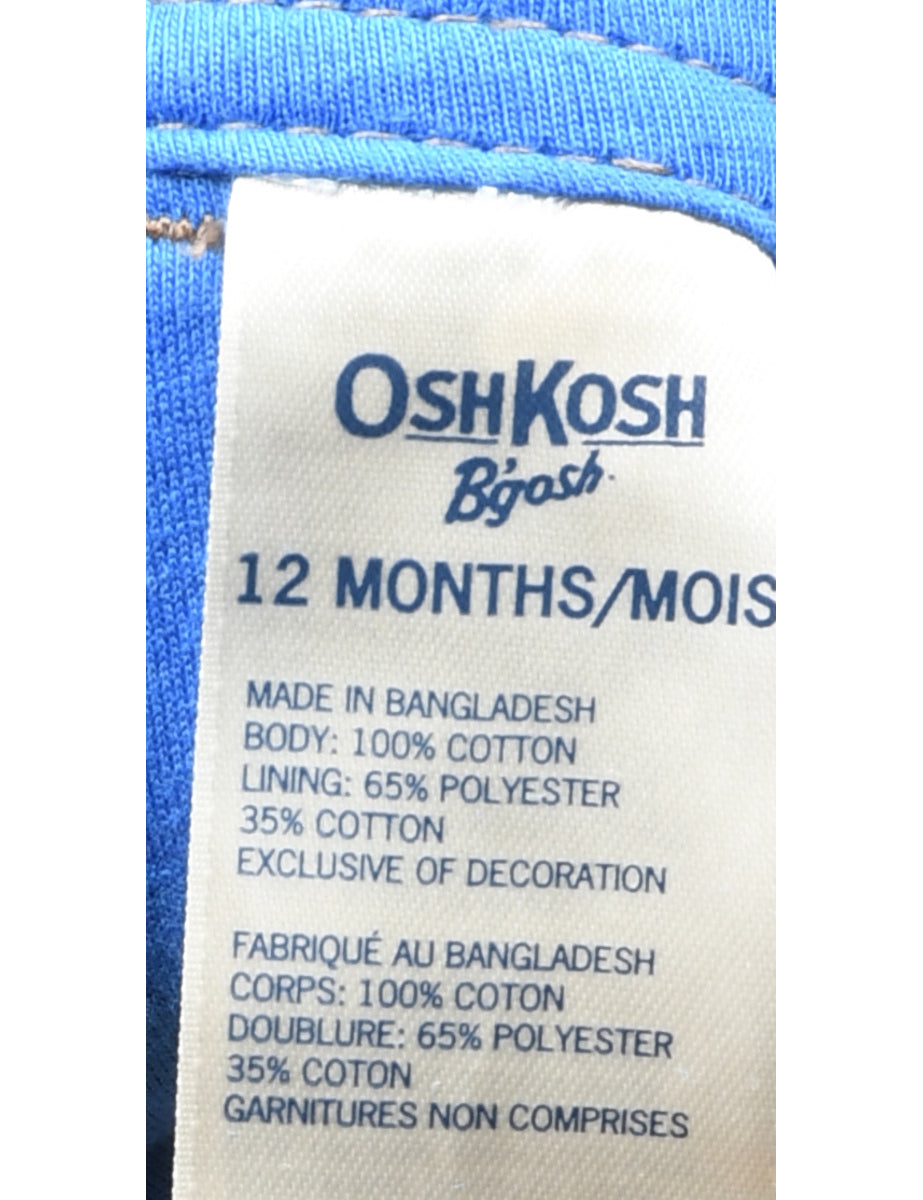 OSHKOSH
B'gosh
12 MONTHS/MOIS
MADE IN BANGLADESH
BODY: 100% COTTON
LINING: 65% POLYESTER
35% COTTON
EXCLUSIVE OF DECORATION
FABRIQUÉ AU BANGLADESH
CORPS: 100% COTON
DOUBLURE: 65% POLYESTER
35% COTON
GARNITURES NON COMPRISES